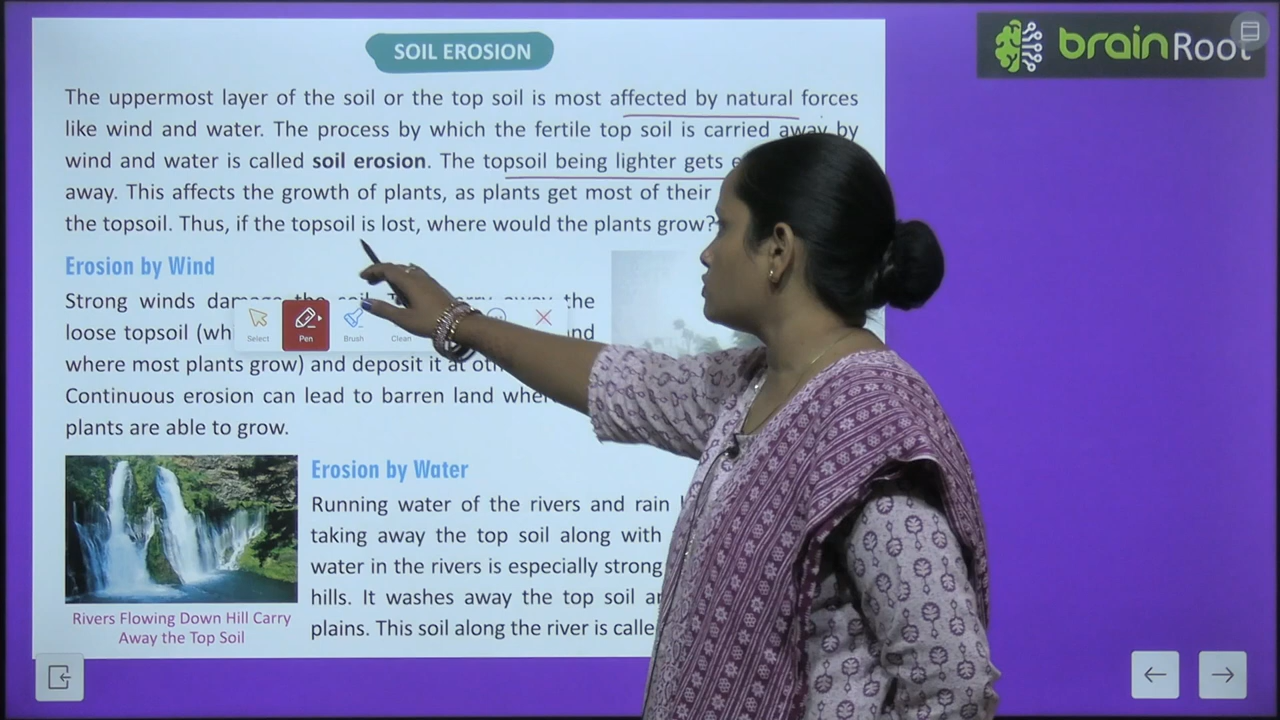 SOIL EROSION
brainRoot
The uppermost layer of the soil or the top soil is most affected by natural forces
like wind and water. The process by which the fertile top soil is carried away by
wind and water is called soil erosion. The topsoil being lighter gets
away. This affects the growth of plants, as plants get most of their
the topsoil. Thus, if the topsoil is lost, where would the plants grow?
Erosion by Wind
Strong winds damage the soil. carry away the
loose topsoil
where most plants grow) and deposit it at
Continuous erosion can lead to barren land
plants are able to grow.
Select
Pen
Brush
Clean
Erosion by Water
Running water of the rivers and rain
taking away the top soil along with
water in the rivers is especially strong
hills. It washes away the top soil
plains. This soil along the river is
Rivers Flowing Down Hill Carry
Away the Top Soil